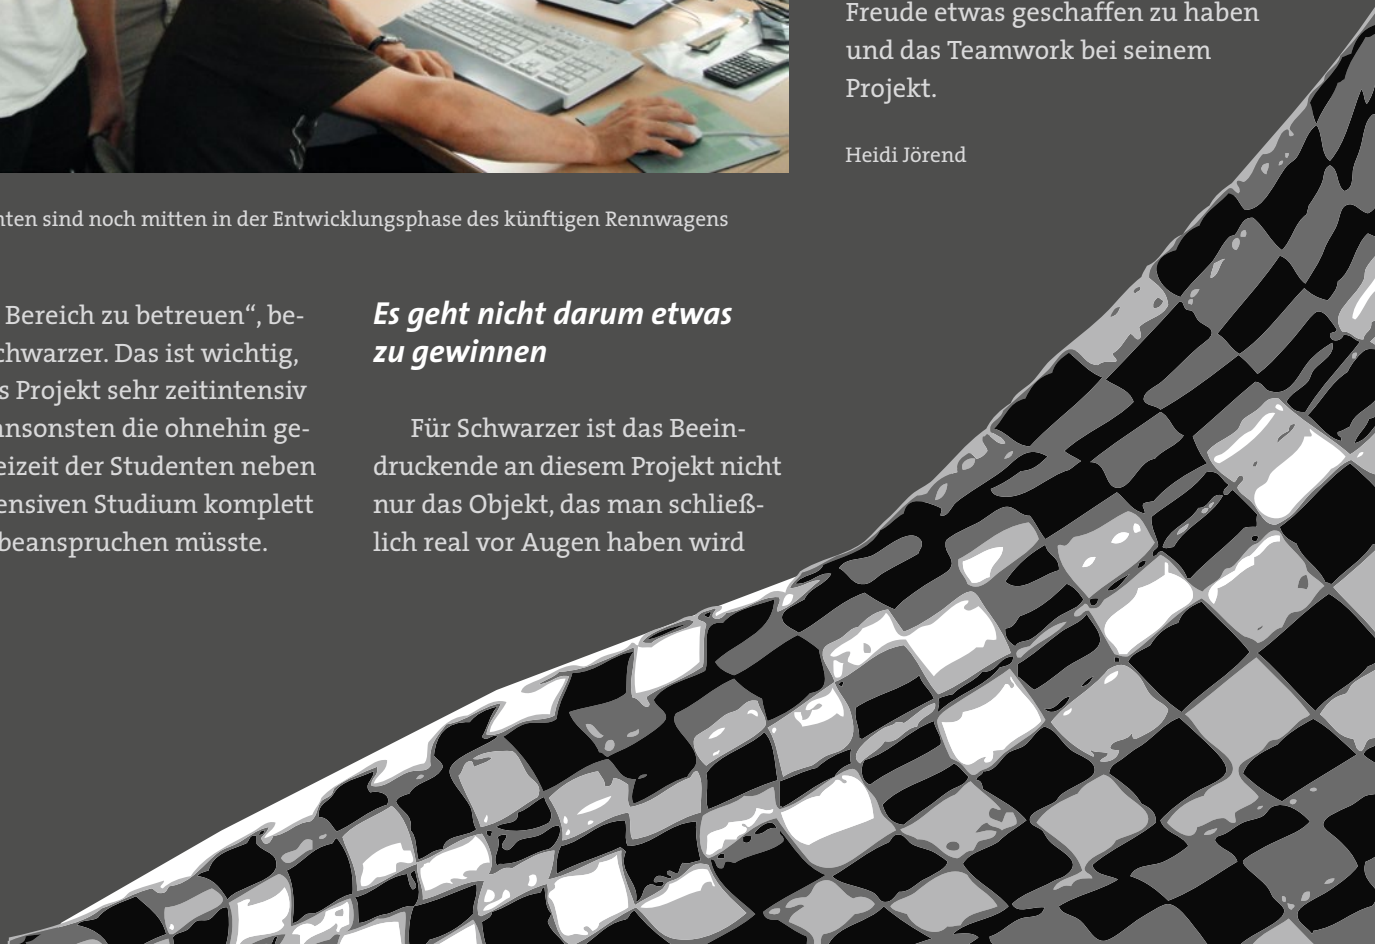 nten sind noch mitten in der Entwicklungsphase des künftigen Rennwagens
Bereich zu betreuen“, be-
chwarzer. Das ist wichtig,
s Projekt sehr zeitintensiv
ansonsten die ohnehin ge-
eizeit der Studenten neben
ensiven Studium komplett
beanspruchen müsste.
Es geht nicht darum etwas
zu gewinnen
Für Schwarzer ist das Beein-
druckende an diesem Projekt nicht
nur das Objekt, das man schließ-
lich real vor Augen haben wird
Freude etwas geschaffen zu haben
und das Teamwork bei seinem
Projekt.
Heidi Jörend